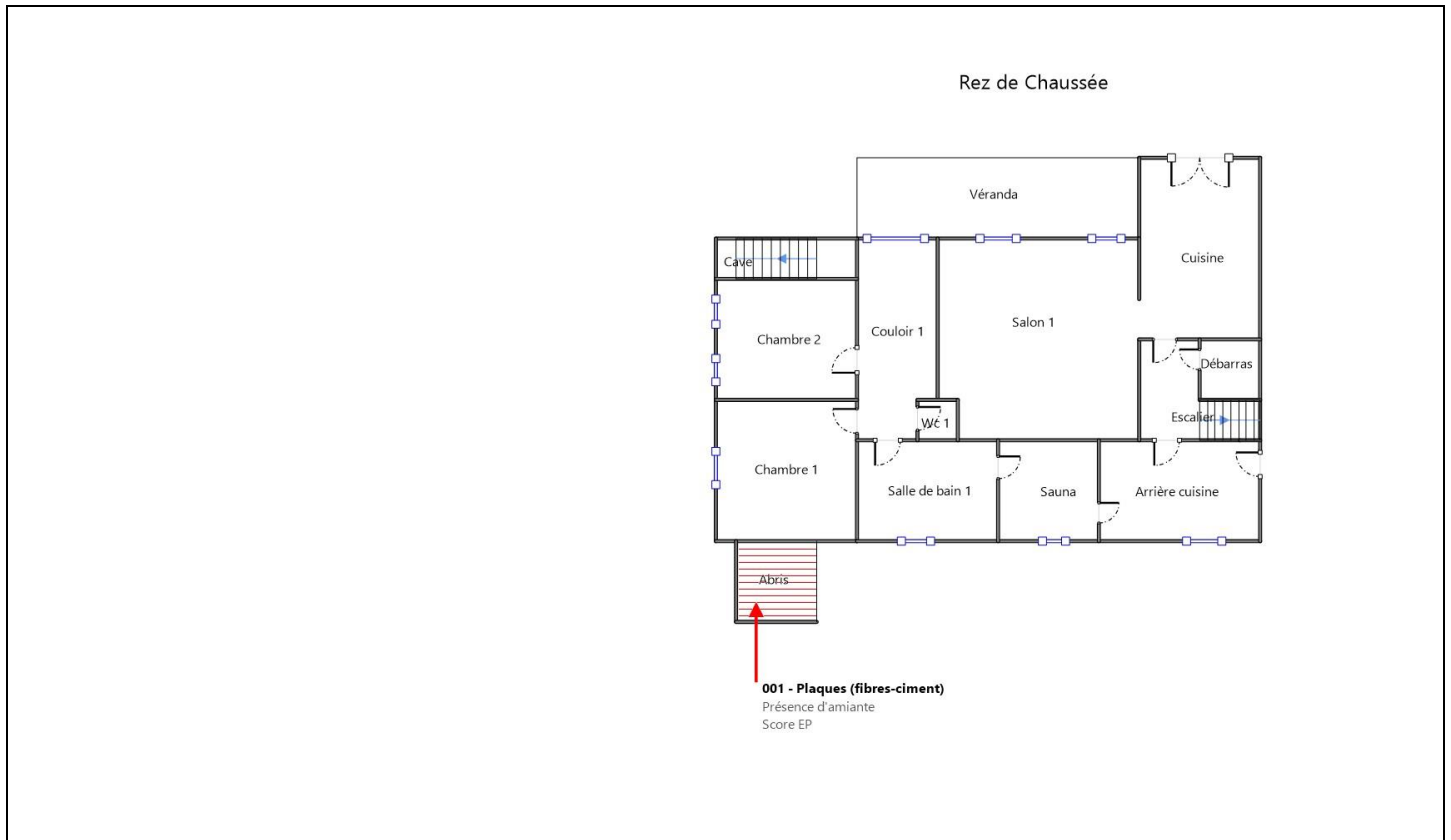 Rez de Chaussée
Véranda
Cuisine
Cave
Salon 1
Couloir 1
Chambre 2
Débarras
Escalier
Wc 1
Chambre 1
Salle de bain 1
Sauna
Arrière cuisine
Abris
001 - Plaques (fibres-ciment)
Présence d'amiante
Score EP